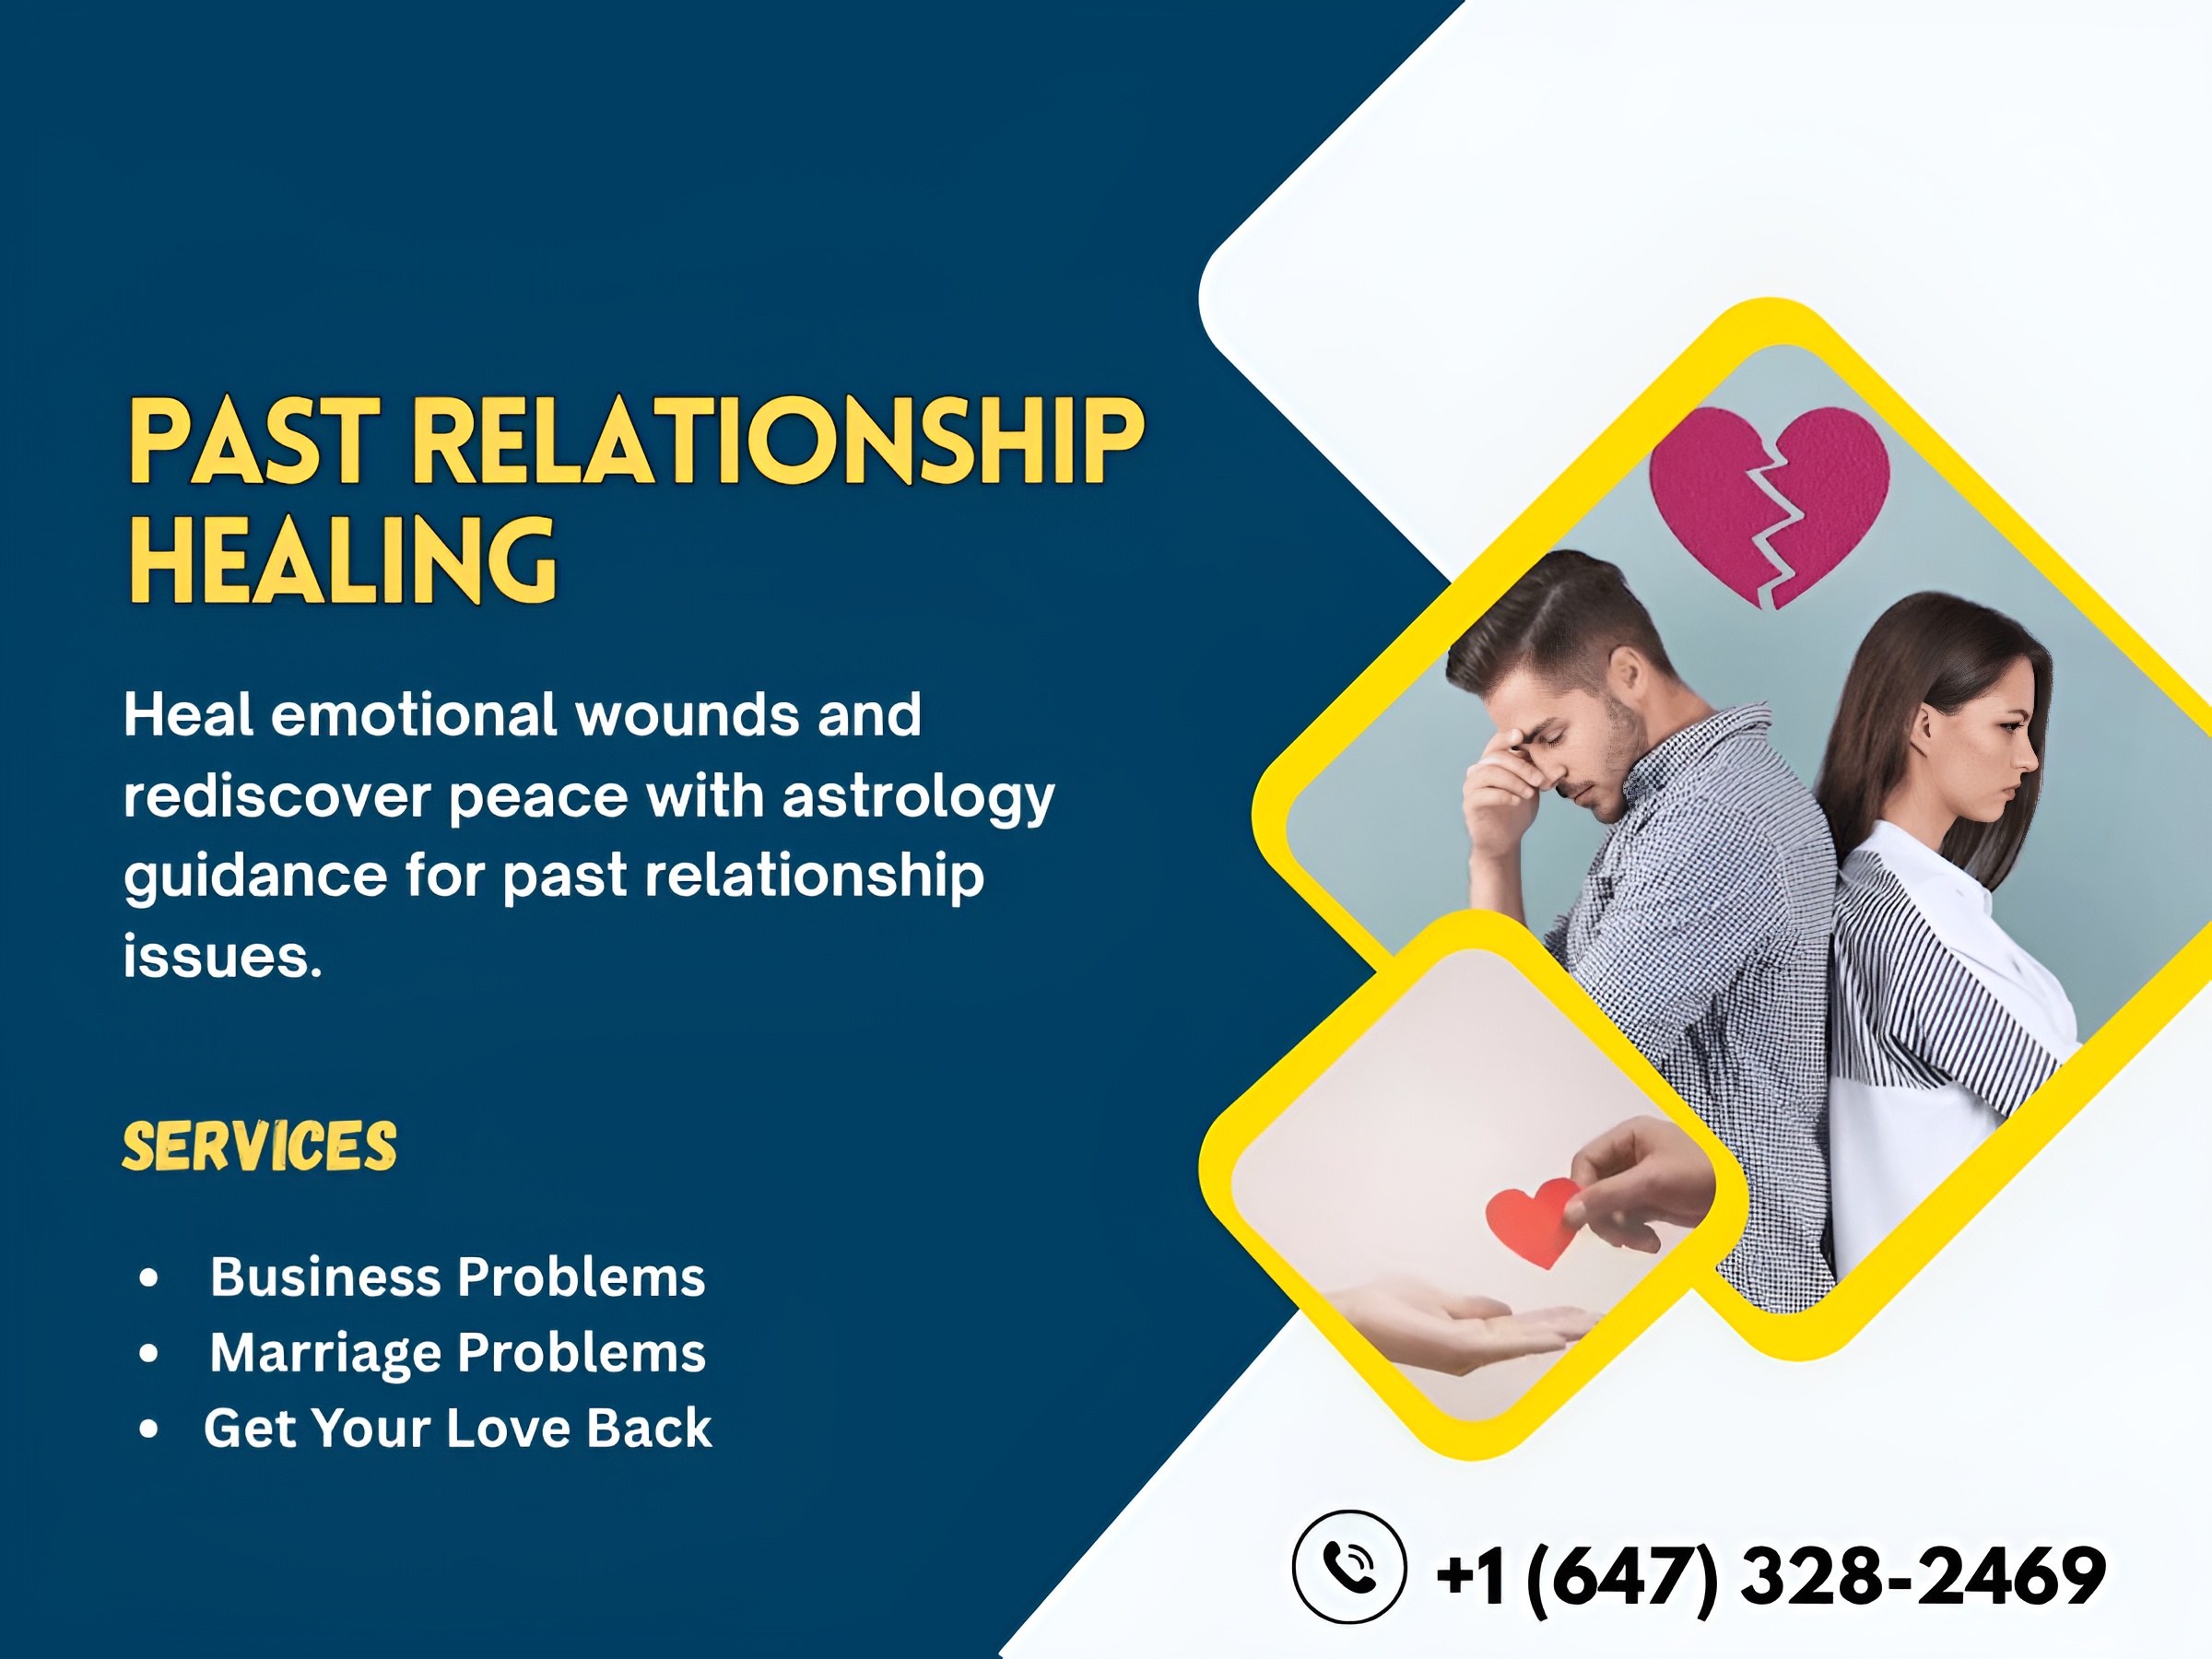 PAST RELATIONSHIP
HEALING
Heal emotional wounds and
rediscover peace with astrology
guidance for past relationship
issues.
SERVICES
• Business Problems
• Marriage Problems
• Get Your Love Back
+1 (647) 328-2469